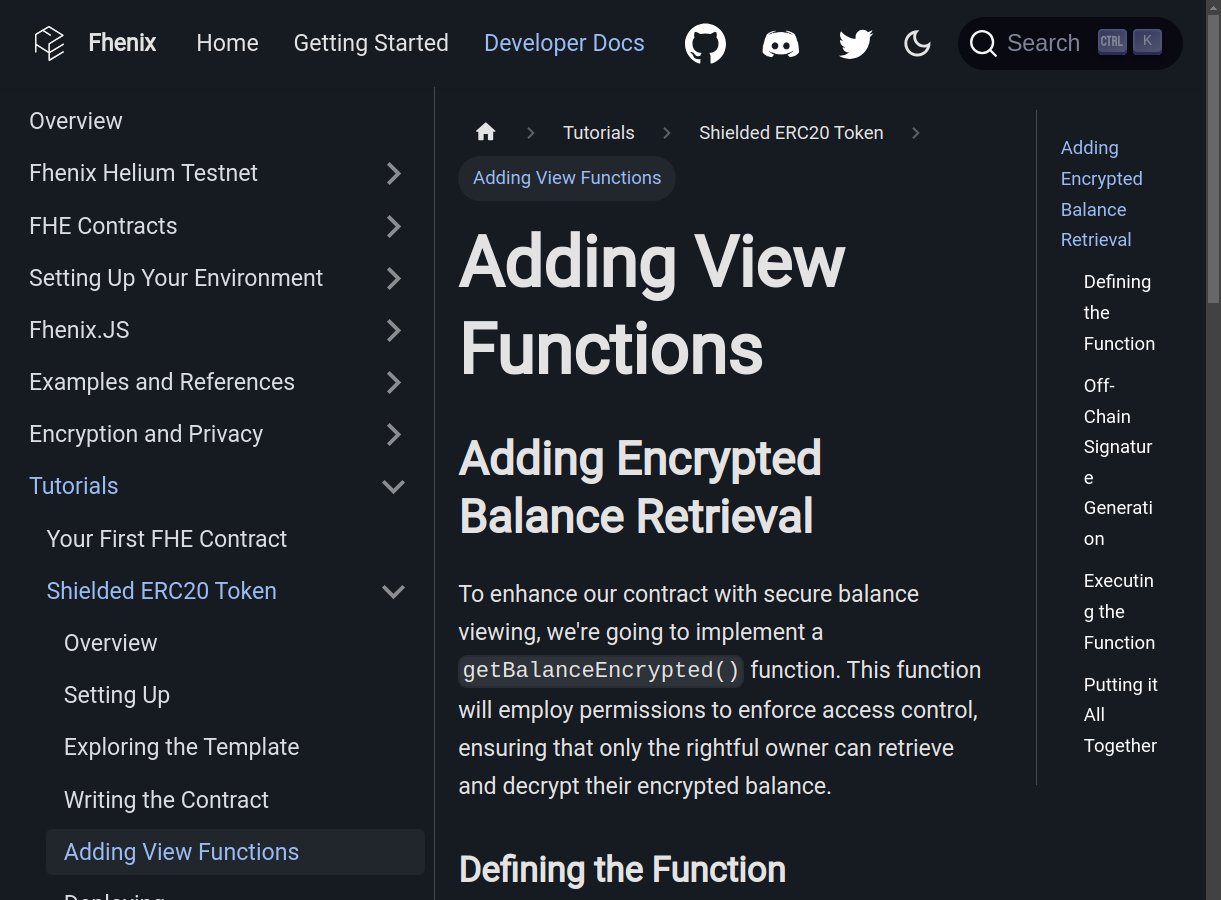 Fhenix
Home
Getting Started
Developer Docs
Search
CTRL
K
Overview
Fhenix Helium Testnet
FHE Contracts
Setting Up Your Environment
Fhenix.JS
Examples and References
Encryption and Privacy
Tutorials
Your First FHE Contract
Shielded ERC20 Token
Overview
Setting Up
Exploring the Template
Writing the Contract
Adding View Functions
Deploying
Tutorials
Shielded ERC20 Token
Adding View Functions
Adding View
Functions
Adding Encrypted
Balance Retrieval
To enhance our contract with secure balance
viewing, we're going to implement a
getBalanceEncrypted() function. This function
will employ permissions to enforce access control,
ensuring that only the rightful owner can retrieve
and decrypt their encrypted balance.
Defining the Function
Adding
Encrypted
Balance
Retrieval
Defining
the
Function
Off-
Chain
Signatur
e
Generati
on
Executin
g the
Function
Putting it
All
Together